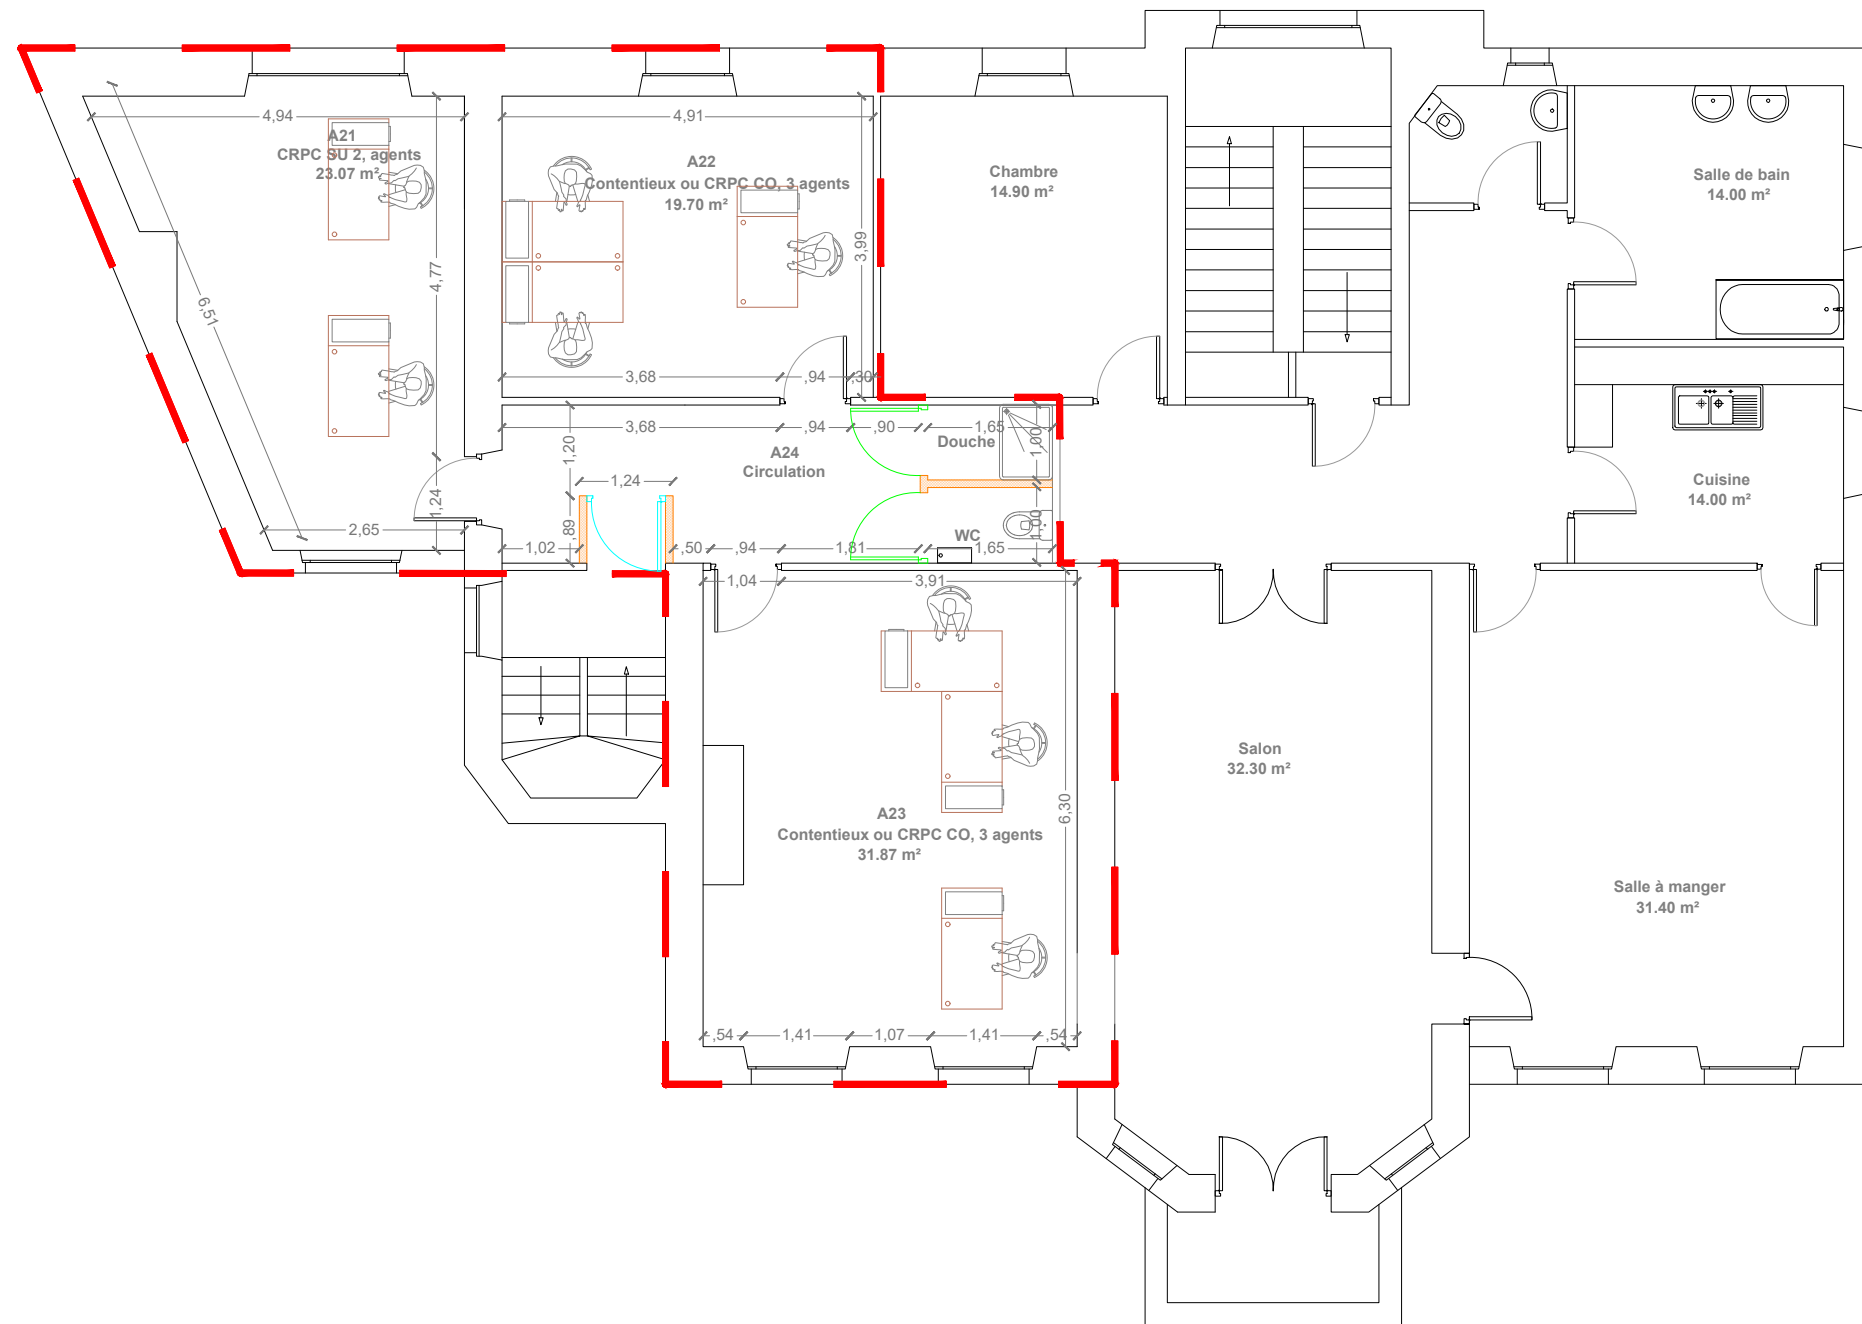 4,94
A21
CRPC SU 2, agents
23.07 m²
4,77
6,51
1,24
2,65
4,91
A22
Contentieux ou CRPC CO, 3 agents
19.70 m²
3,99
3,68
,94
,30
Chambre
14.90 m²
Salle de bain
14.00 m²
3,68
,94
,90
1,65
1,20
A24
Circulation
Douche
1,00
1,24
,89
1,02
,50
,94
1,81
WC
1,65
1,00
Cuisine
14.00 m²
1,04
3,91
6,30
A23
Contentieux ou CRPC CO, 3 agents
31.87 m²
,54
1,41
1,07
1,41
,54
Salon
32.30 m²
Salle à manger
31.40 m²